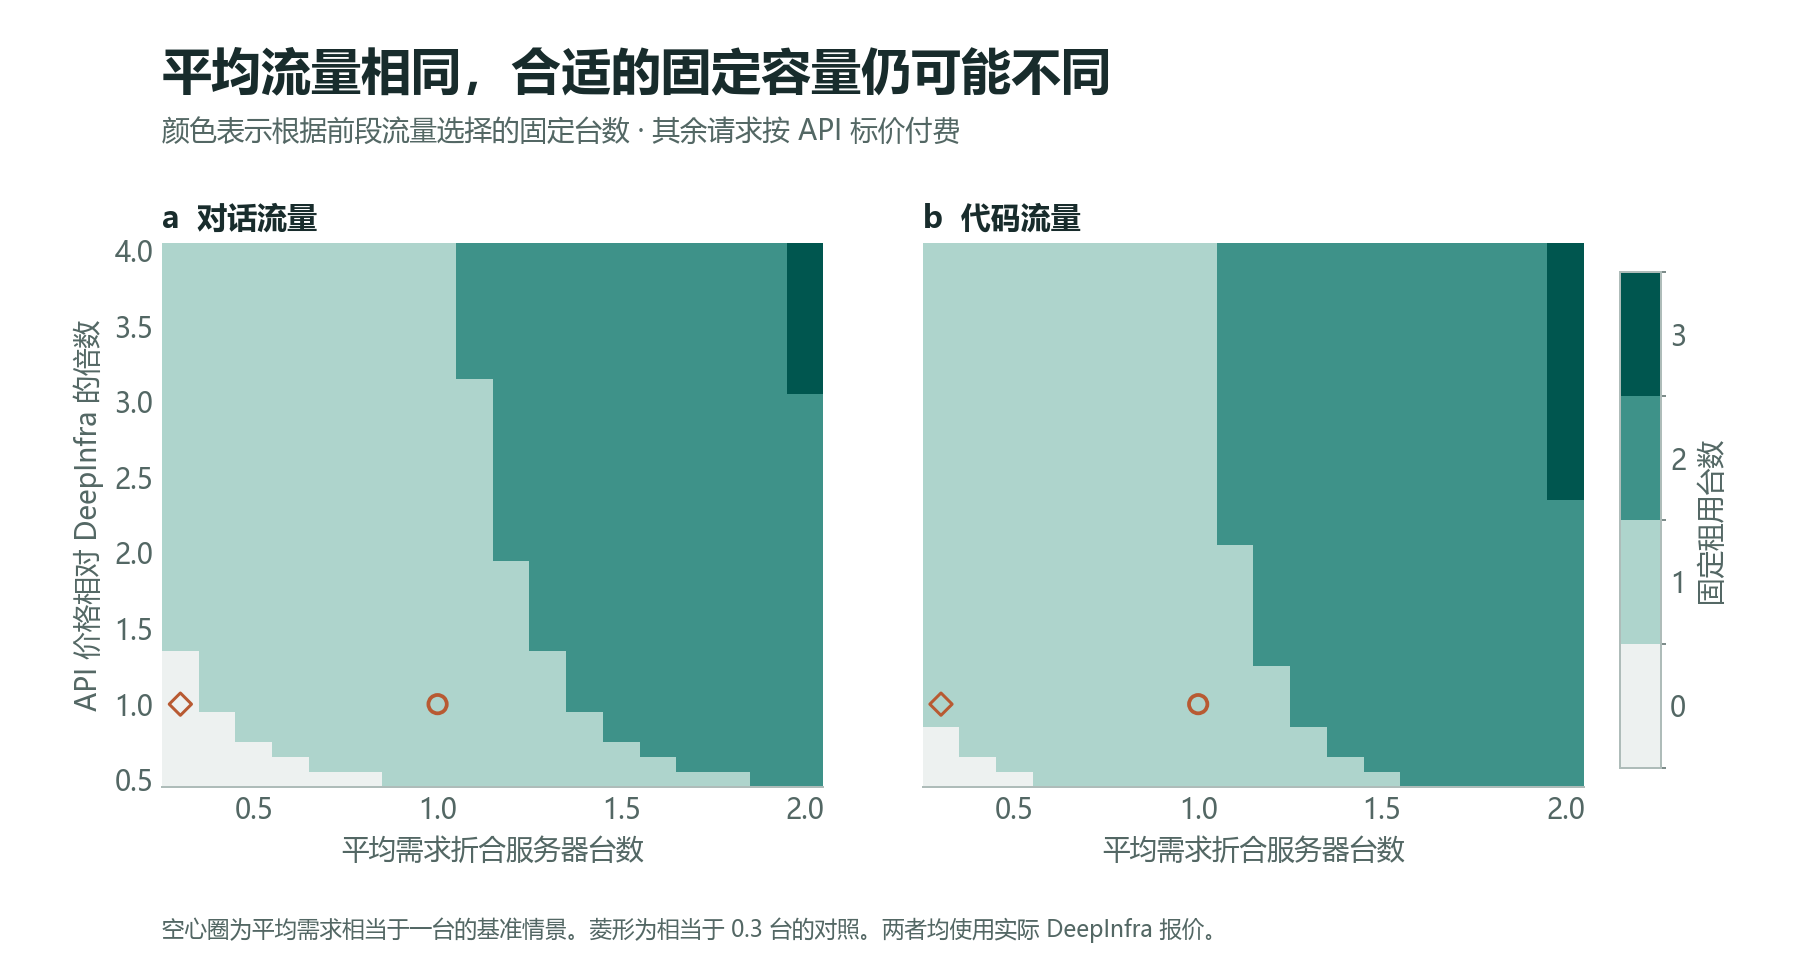 平均流量相同，合适的固定容量仍可能不同
颜色表示根据前段流量选择的固定台数 · 其余请求按 API 标价付费
a 对话流量
b 代码流量
API 价格相对 DeepInfra 的倍数
4.0
3.5
3.0
2.5
2.0
1.5
1.0
0.5
0.5 1.0 1.5 2.0
平均需求折合服务器台数
0.5 1.0 1.5 2.0
平均需求折合服务器台数
3
2
1
0
固定租用台数
空心圈为平均需求相当于一台的基准情景。菱形为相当于 0.3 台的对照。两者均使用实际 DeepInfra 报价。